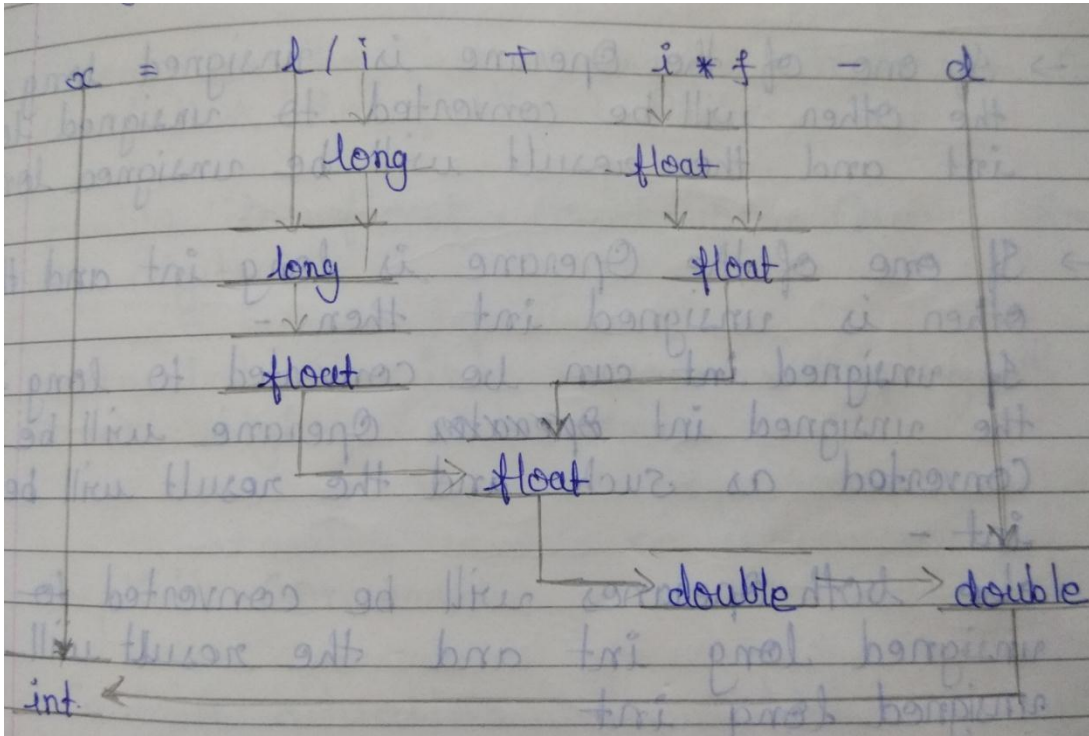 x = l / i + i * f - d
long float
long float
float
float
double double
int